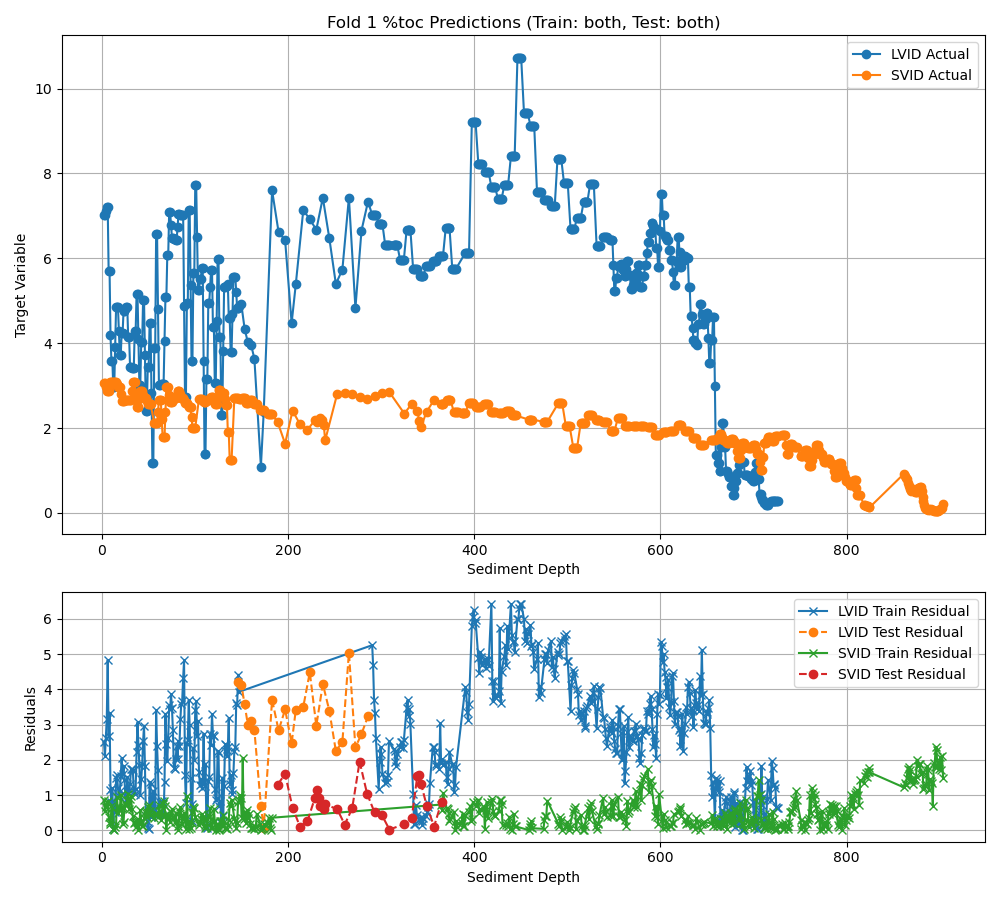 Fold 1 %toc Predictions (Train: both, Test: both)
LVID Actual
SVID Actual
Target Variable
10
8
6
4
2
0
0 200 400 600 800
Sediment Depth
LVID Train Residual
LVID Test Residual
SVID Train Residual
SVID Test Residual
Residuals
6
5
4
3
2
1
0
0 200 400 600 800
Sediment Depth